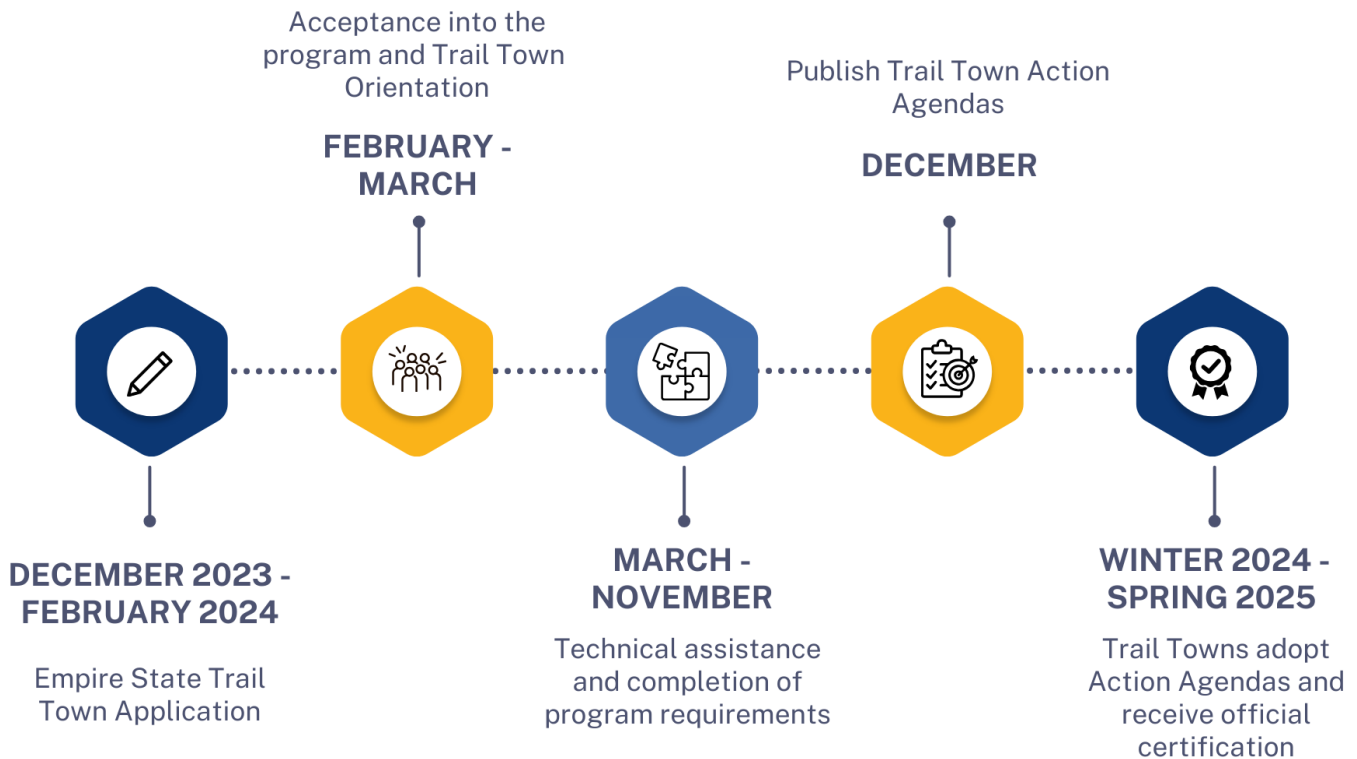 Acceptance into the
program and Trail Town
Orientation
FEBRUARY -
MARCH
Publish Trail Town Action
Agendas
DECEMBER
DECEMBER 2023 -
FEBRUARY 2024
Empire State Trail
Town Application
MARCH -
NOVEMBER
Technical assistance
and completion of
program requirements
WINTER 2024 -
SPRING 2025
Trail Towns adopt
Action Agendas and
receive official
certification